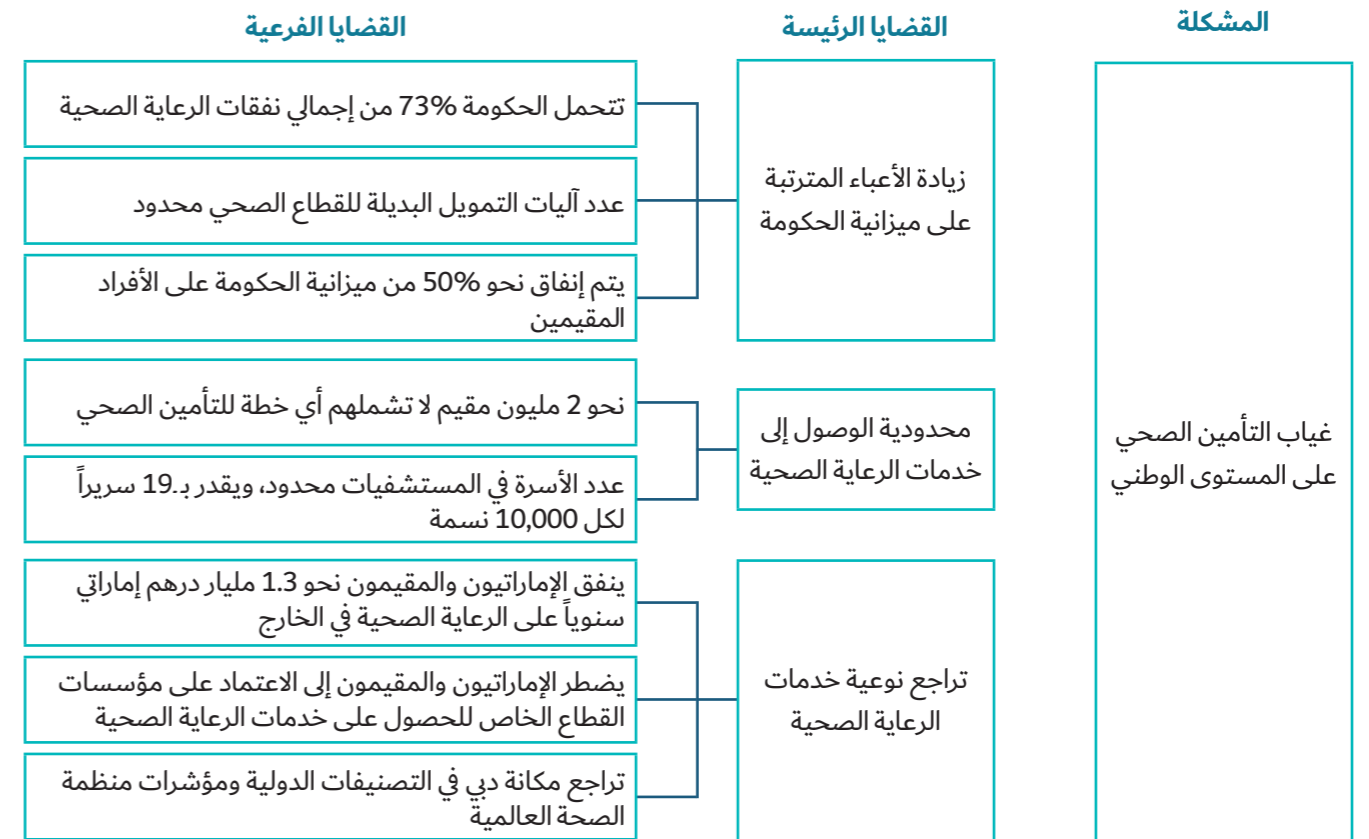 المشكلة
القضايا الرئيسة
القضايا الفرعية
غياب التأمين الصحي
على المستوى الوطني
زيادة الأعباء المترتبة
على ميزانية الحكومة
تتحمل الحكومة 73% من إجمالي نفقات الرعاية الصحية
عدد آليات التمويل البديلة للقطاع الصحي محدود
يتم إنفاق نحو 50% من ميزانية الحكومة على الأفراد
المقيمين
محدودية الوصول إلى
خدمات الرعاية الصحية
نحو 2 مليون مقيم لا تشملهم أي خطة للتأمين الصحي
عدد الأسرة في المستشفيات محدود، ويقدر بـ19 سريراً
لكل 10,000 نسمة
تراجع نوعية خدمات
الرعاية الصحية
ينفق الإماراتيون والمقيمون نحو 1.3 مليار درهم إماراتي
سنوياً على الرعاية الصحية في الخارج
يضطر الإماراتيون والمقيمون إلى الاعتماد على مؤسسات
القطاع الخاص للحصول على خدمات الرعاية الصحية
تراجع مكانة دبي في التصنيفات الدولية ومؤشرات منظمة
الصحة العالمية